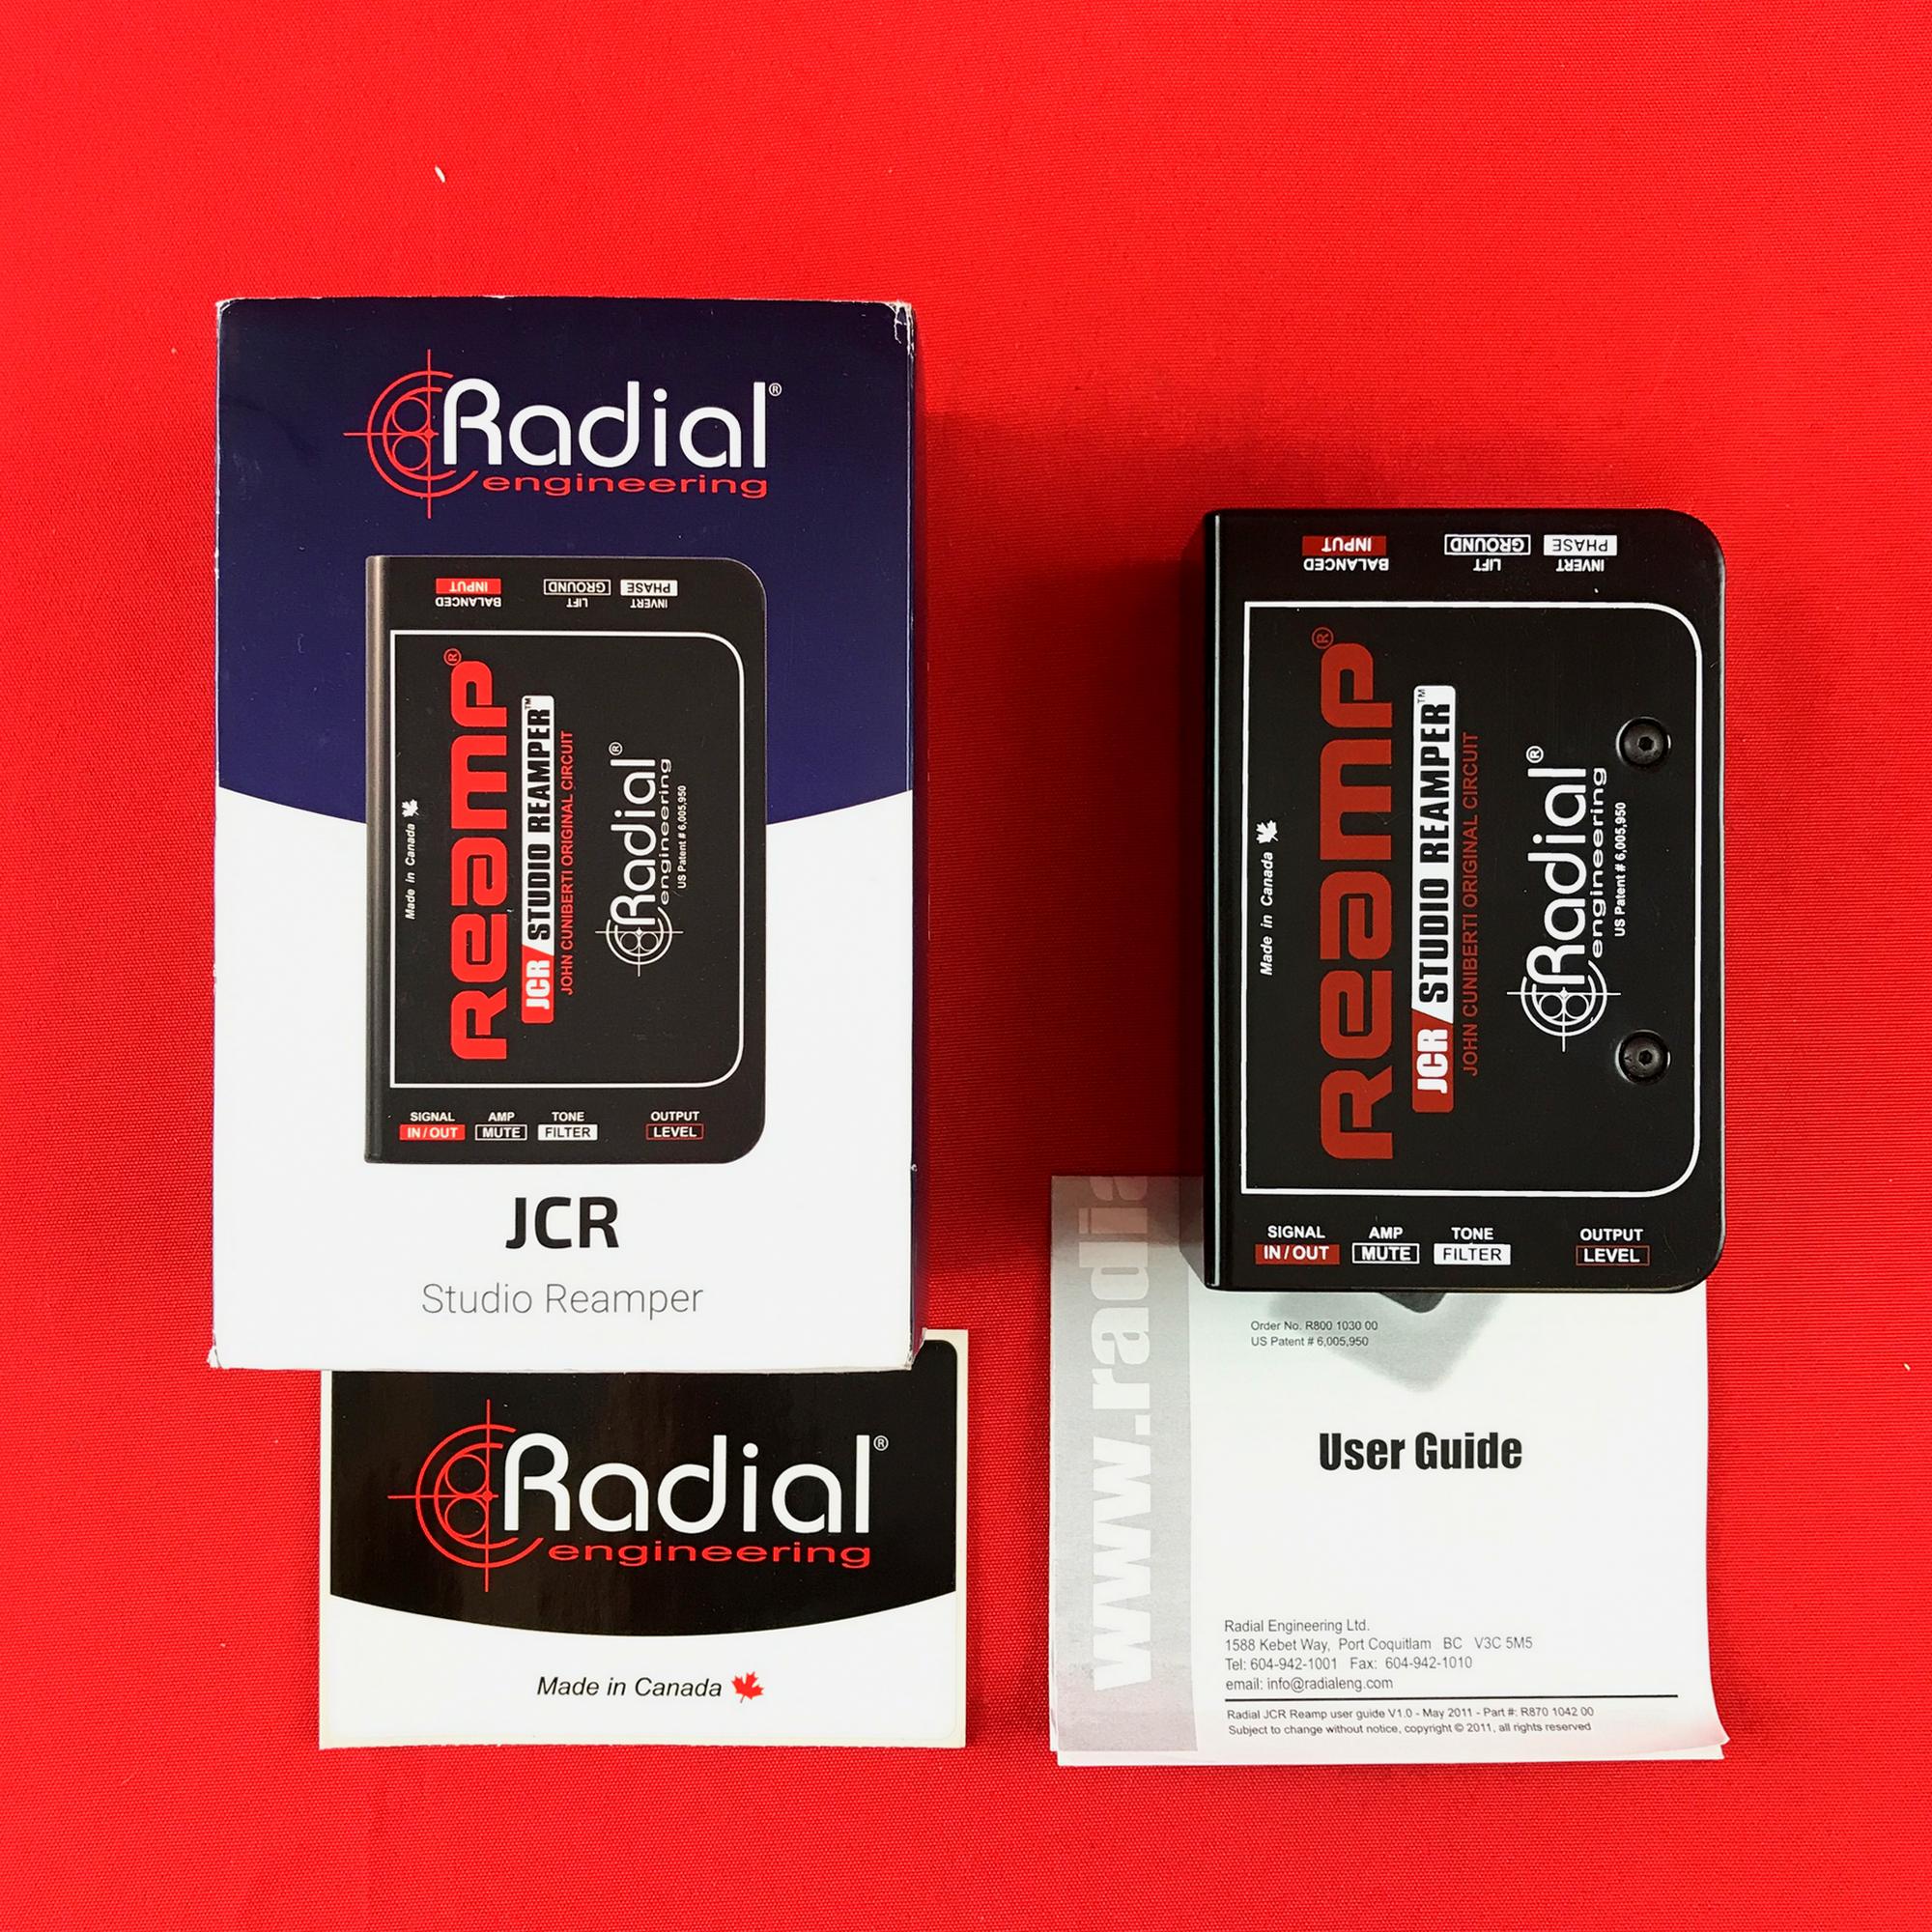 Radial®
engineering
BALANCED
INPUT
LIFT
GROUND
INVERT
PHASE
Made in Canada
Reamp®
JCR STUDIO REAMPER™
JOHN CUNIBERTI ORIGINAL CIRCUIT
Radial®
engineering
US Patent # 6,005,950
SIGNAL
IN / OUT
AMP
MUTE
TONE
FILTER
OUTPUT
LEVEL
JCR
Studio Reamper
Radial®
engineering
Made in Canada
BALANCED
INPUT
LIFT
GROUND
INVERT
PHASE
Made in Canada
Reamp®
JCR STUDIO REAMPER™
JOHN CUNIBERTI ORIGINAL CIRCUIT
Radial®
engineering
US Patent # 6,005,950
SIGNAL
IN / OUT
AMP
MUTE
TONE
FILTER
OUTPUT
LEVEL
www.radia
Order No. R800 1030 00
US Patent # 6,005,950
User Guide
Radial Engineering Ltd.
1588 Kebet Way, Port Coquitlam BC V3C 5M5
Tel: 604-942-1001 Fax: 604-942-1010
email: info@radialeng.com
Radial JCR Reamp user guide V1.0 - May 2011 - Part #: R870 1042 00
Subject to change without notice, copyright © 2011, all rights reserved